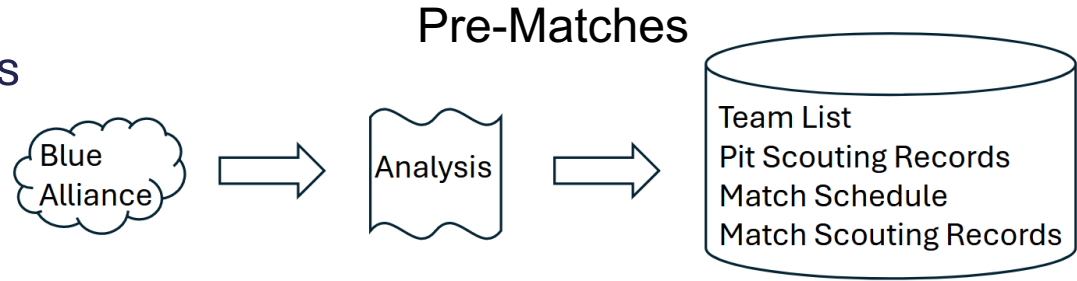 Pre-Matches
s
Blue
Alliance
Analysis
Team List
Pit Scouting Records
Match Schedule
Match Scouting Records